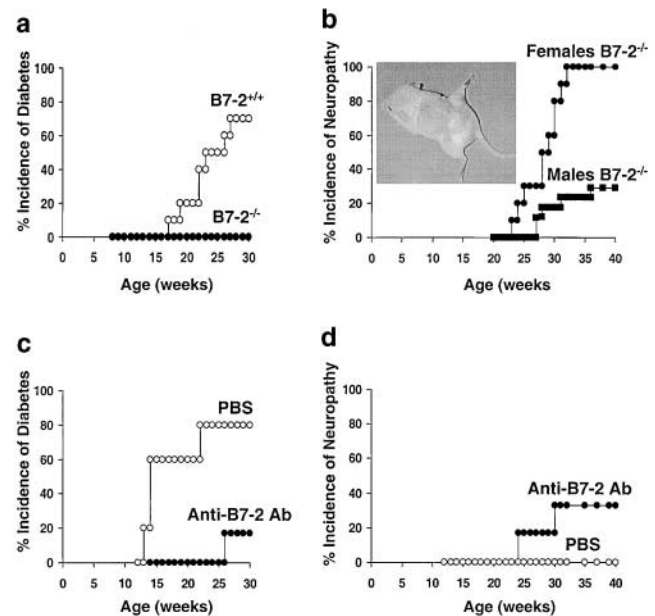 a
% Incidence of Diabetes
100
80
60
40
20
0
B7-2+/+
B7-2-/-
0 5 10 15 20 25 30
Age (weeks)
b
% Incidence of Neuropathy
100
80
60
40
20
0
Females B7-2-/-
Males B7-2-/-
0 5 10 15 20 25 30 35 40
Age (weeks
c
% Incidence of Diabetes
100
80
60
40
20
0
PBS
Anti-B7-2 Ab
0 5 10 15 20 25 30
Age (weeks)
d
% Incidence of Neuropathy
100
80
60
40
20
0
Anti-B7-2 Ab
PBS
0 5 10 15 20 25 30 35 40
Age (weeks)